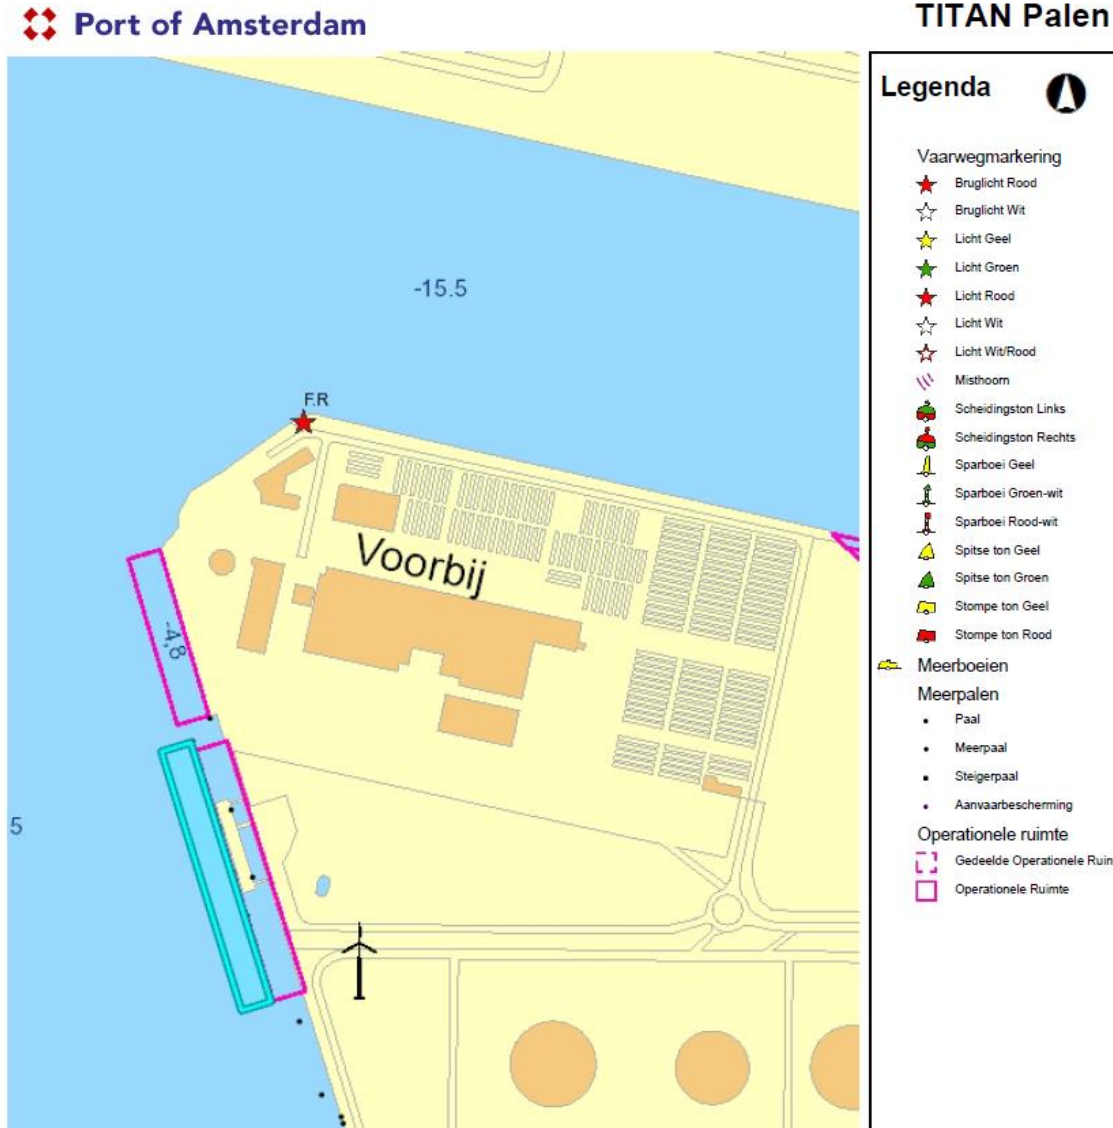 Port of Amsterdam
TITAN Palen
Legenda
Vaarwegmarkering
Bruglicht Rood
Bruglicht Wit
Licht Geel
Licht Groen
Licht Rood
Licht Wit
Licht Wit/Rood
Misthoorn
Scheidingston Links
Scheidingston Rechts
Sparboei Geel
Sparboei Groen-wit
Sparboei Rood-wit
Spitse ton Geel
Spitse ton Groen
Stompe ton Geel
Stompe ton Rood
Meerboeien
Meerpalen
Paal
Meerpaal
Steigerpaal
Aanvaarbescherming
Operationele ruimte
Gedeelde Operationele Ruin
Operationele Ruimte
-15.5
F.R
Voorbij
-4,8
5